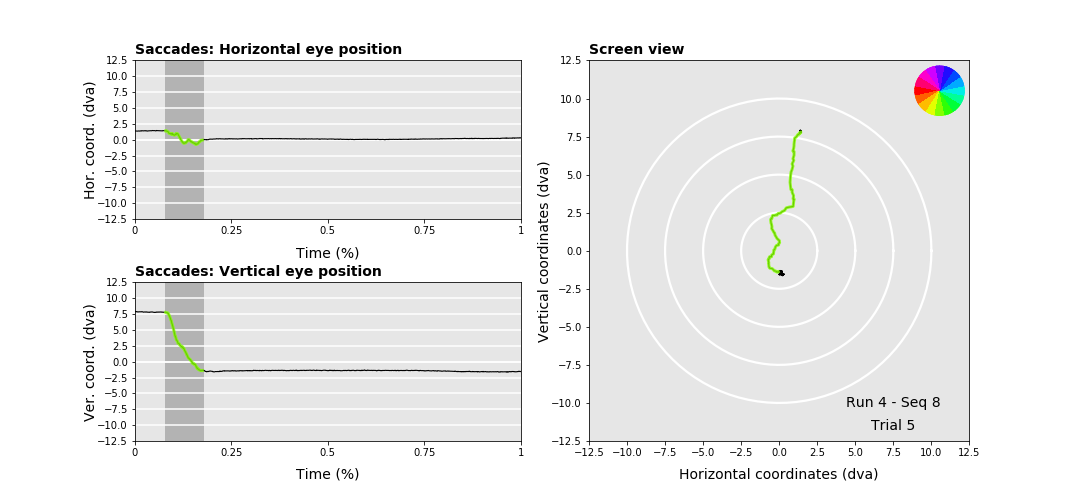 Saccades: Horizontal eye position
Hor. coord. (dva)
12.5
10.0
7.5
5.0
2.5
0.0
−2.5
−5.0
−7.5
−10.0
−12.5
0 0.25 0.5 0.75 1
Time (%)
Saccades: Vertical eye position
Ver. coord. (dva)
12.5
10.0
7.5
5.0
2.5
0.0
−2.5
−5.0
−7.5
−10.0
−12.5
0 0.25 0.5 0.75 1
Time (%)
Screen view
Vertical coordinates (dva)
12.5
10.0
7.5
5.0
2.5
0.0
−2.5
−5.0
−7.5
−10.0
−12.5
Run 4 - Seq 8
Trial 5
−12.5 −10.0 −7.5 −5.0 −2.5 0.0 2.5 5.0 7.5 10.0 12.5
Horizontal coordinates (dva)